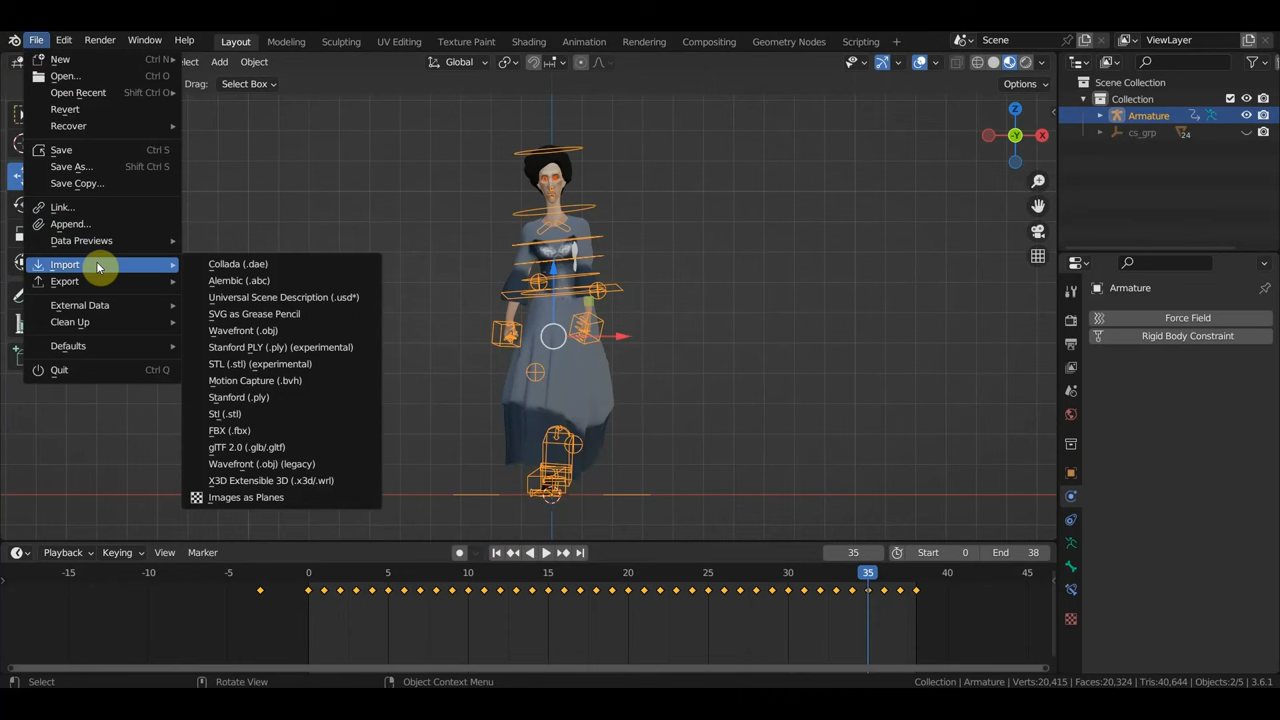 File Edit Render Window Help Layout Modeling Sculpting UV Editing Texture Paint Shading Animation Rendering Compositing Geometry Nodes Scripting + Scene ViewLayer
New Ctrl N
Open... Ctrl O
Open Recent Shift Ctrl O
Revert
Recover
Save Ctrl S
Save As... Shift Ctrl S
Save Copy...
Link...
Append...
Data Previews
Import
Export
External Data
Clean Up
Defaults
Quit Ctrl Q
Collada (.dae)
Alembic (.abc)
Universal Scene Description (.usd*)
SVG as Grease Pencil
Wavefront (.obj)
Stanford PLY (.ply) (experimental)
STL (.stl) (experimental)
Motion Capture (.bvh)
Stanford (.ply)
Stl (.stl)
FBX (.fbx)
glTF 2.0 (.glb/.gltf)
Wavefront (.obj) (legacy)
X3D Extensible 3D (.x3d/.wrl)
Images as Planes
Add Object Global
Drag: Select Box Options
Z
-Y X
Scene Collection
Collection
Armature
cs_grp 24
Armature
Force Field
Rigid Body Constraint
Playback Keying View Marker 35 Start 0 End 38
-15 -10 -5 0 5 10 15 20 25 30 35 40 45
Select Rotate View Object Context Menu Collection | Armature | Verts:20,415 | Faces:20,324 | Tris:40,644 | Objects:2/5 | 3.6.1